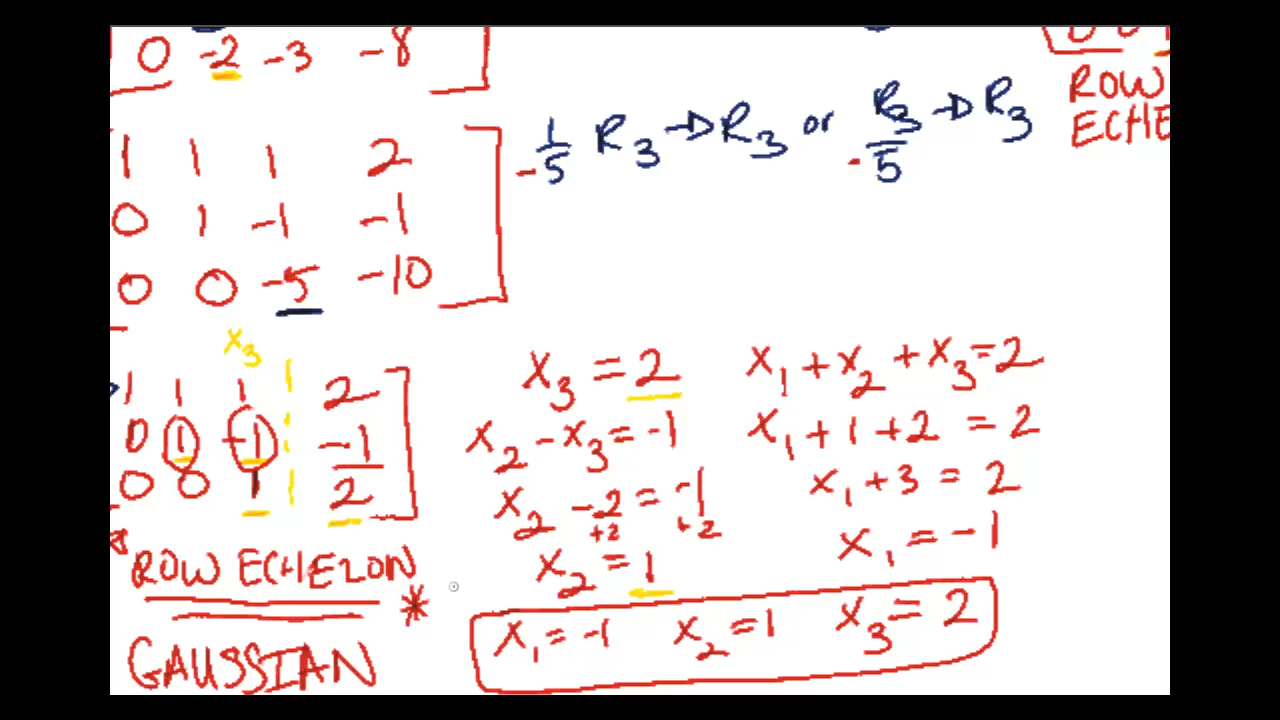 0 -2 -3 -8
1 1 1 2
0 1 -1 -1
0 0 -5 -10
-1/5 R3 → R3 or R3/-5 → R3
ROW
ECHE
x3
1 1 1 2
0 1 -1 -1
0 0 1 2
ROW ECHELON
*
GAUSSIAN
x3 = 2
x2 - x3 = -1
x2 - 2 = -1
+2 +2
x2 = 1
x1 + x2 + x3 = 2
x1 + 1 + 2 = 2
x1 + 3 = 2
x1 = -1
x1 = -1 x2 = 1 x3 = 2